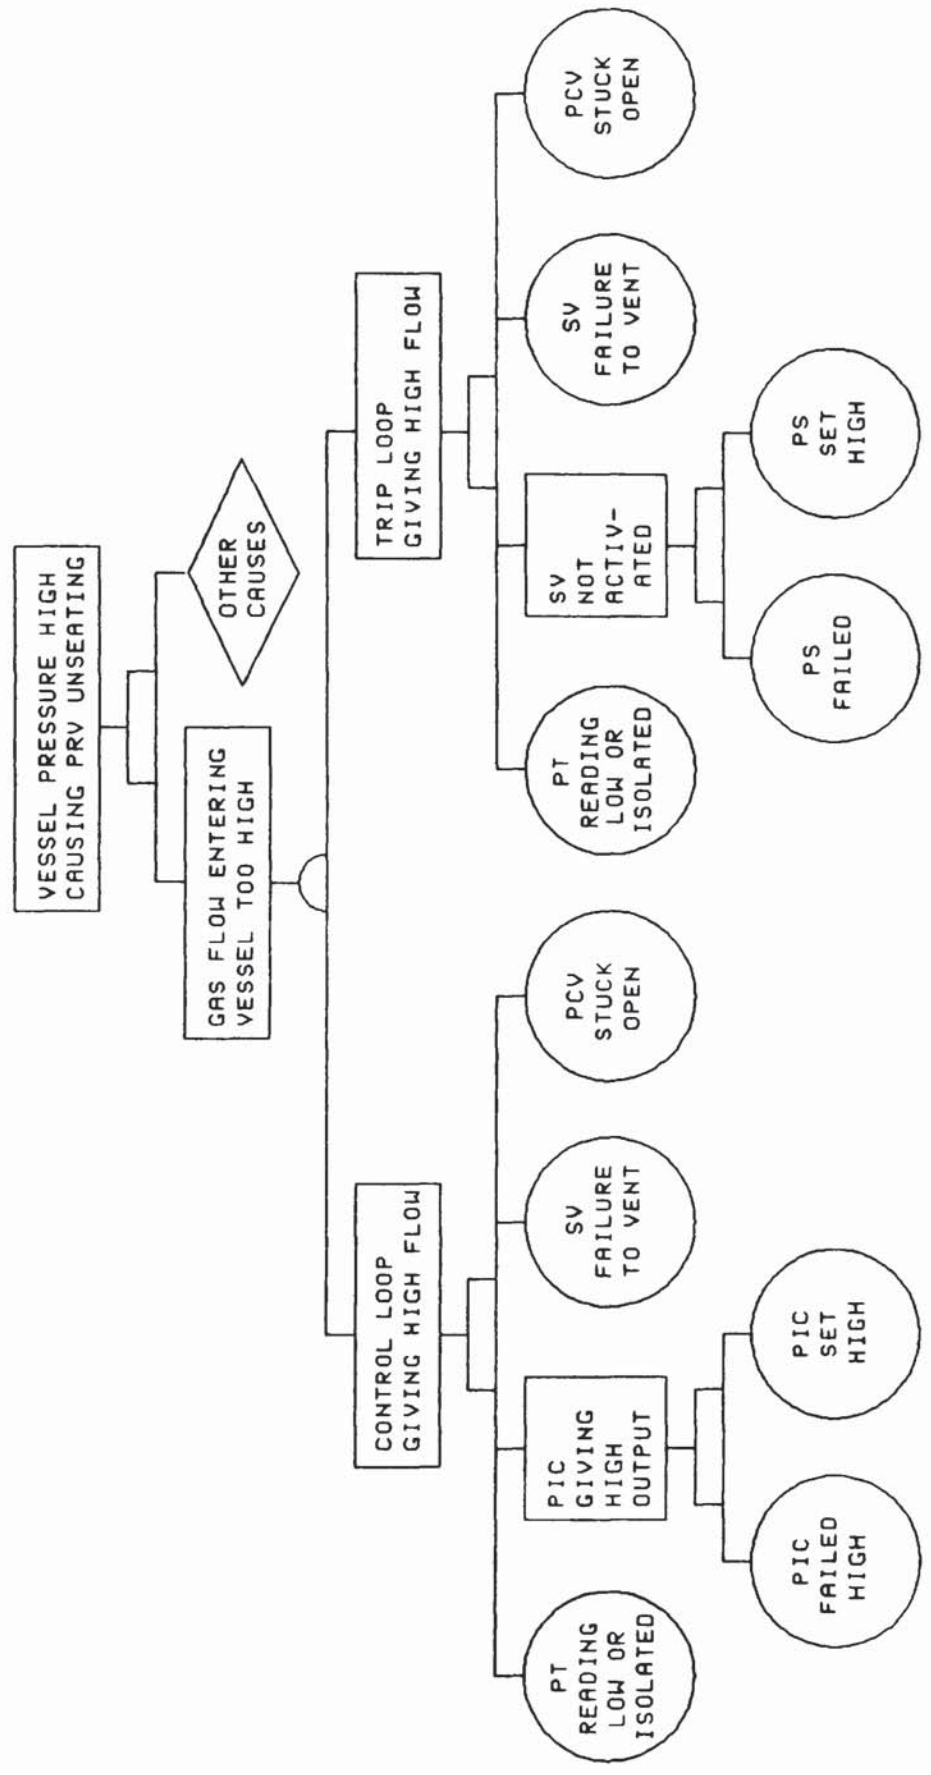 VESSEL PRESSURE HIGH
CAUSING PRV UNSEATING
GAS FLOW ENTERING
VESSEL TOO HIGH
OTHER
CAUSES
CONTROL LOOP
GIVING HIGH FLOW
TRIP LOOP
GIVING HIGH FLOW
PT
READING
LOW OR
ISOLATED
PIC
GIVING
HIGH
OUTPUT
SV
FAILURE
TO VENT
PCV
STUCK
OPEN
PT
READING
LOW OR
ISOLATED
SV
NOT
ACTIV-
ATED
SV
FAILURE
TO VENT
PCV
STUCK
OPEN
PIC
FAILED
HIGH
PIC
SET
HIGH
PS
FAILED
PS
SET
HIGH